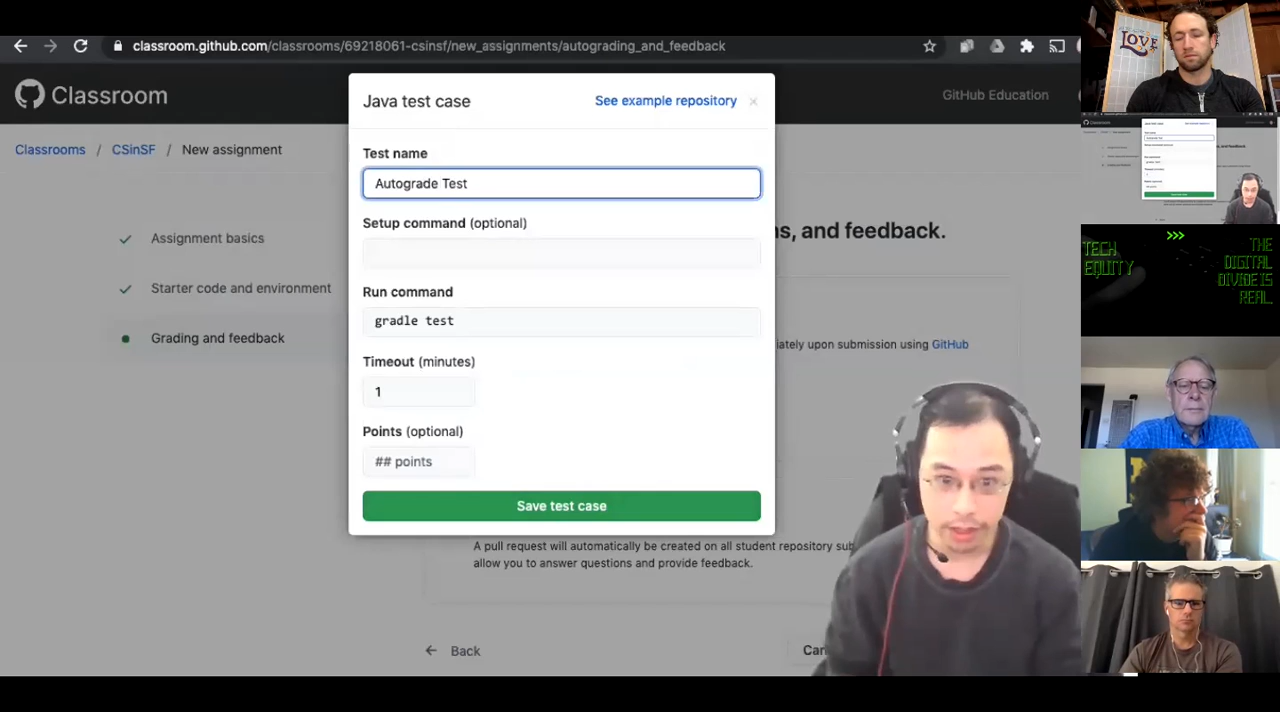 classroom.github.com/classrooms/69218061-csinsf/new_assignments/autograding_and_feedback
Classroom
GitHub Education
Classrooms / CSinSF / New assignment
Assignment basics
Starter code and environment
Grading and feedback
ns, and feedback.
iately upon submission using GitHub
Java test case
See example repository ×
Test name
Autograde Test
Setup command (optional)
Run command
gradle test
Timeout (minutes)
1
Points (optional)
## points
Save test case
A pull request will automatically be created on all student repository sub
allow you to answer questions and provide feedback.
← Back
Can
LOVE
TECH
EQUITY
>>>
THE
DIGITAL
DIVIDE IS
REAL.